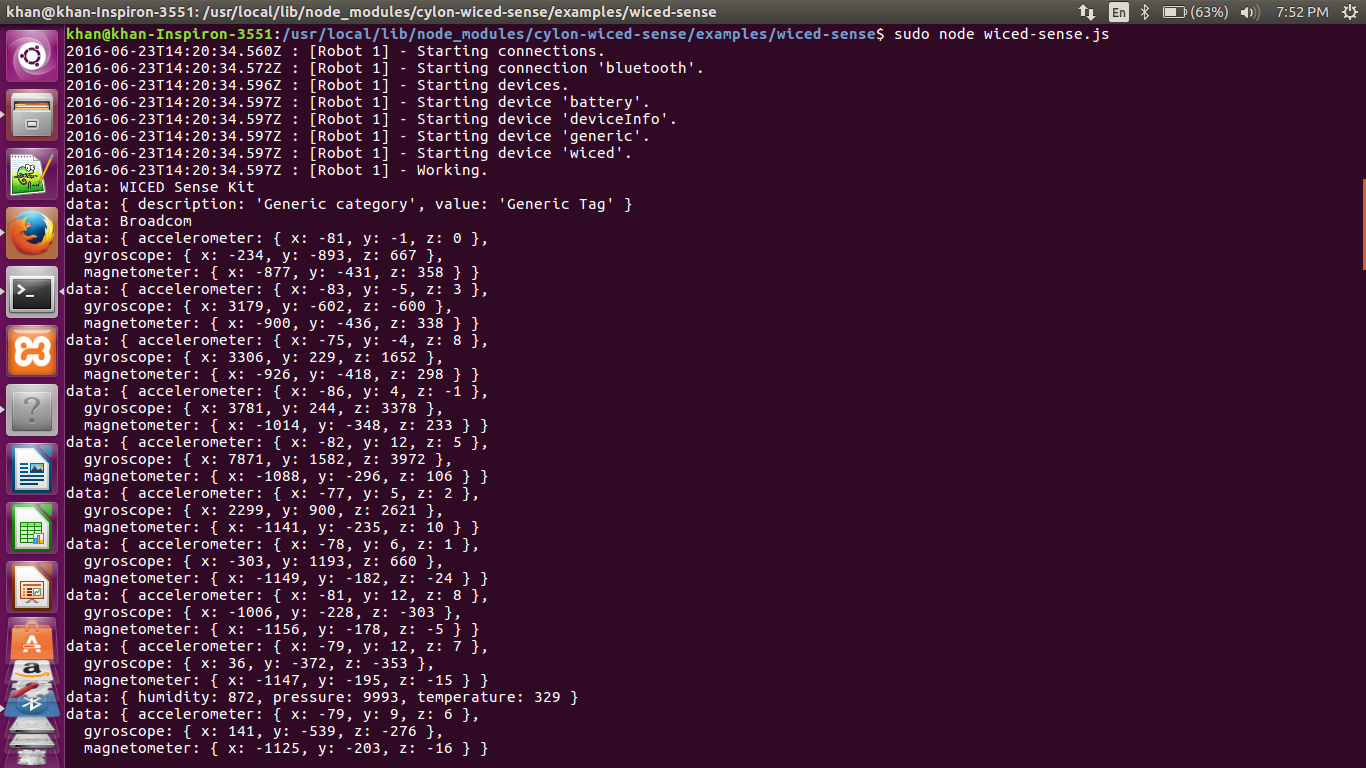 khan@khan-Inspiron-3551: /usr/local/lib/node_modules/cylon-wiced-sense/examples/wiced-sense
En
(63%)
7:52 PM
khan@khan-Inspiron-3551:/usr/local/lib/node_modules/cylon-wiced-sense/examples/wiced-sense$ sudo node wiced-sense.js
2016-06-23T14:20:34.560Z : [Robot 1] - Starting connections.
2016-06-23T14:20:34.572Z : [Robot 1] - Starting connection 'bluetooth'.
2016-06-23T14:20:34.596Z : [Robot 1] - Starting devices.
2016-06-23T14:20:34.597Z : [Robot 1] - Starting device 'battery'.
2016-06-23T14:20:34.597Z : [Robot 1] - Starting device 'deviceInfo'.
2016-06-23T14:20:34.597Z : [Robot 1] - Starting device 'generic'.
2016-06-23T14:20:34.597Z : [Robot 1] - Starting device 'wiced'.
2016-06-23T14:20:34.597Z : [Robot 1] - Working.
data: WICED Sense Kit
data: { description: 'Generic category', value: 'Generic Tag' }
data: Broadcom
data: { accelerometer: { x: -81, y: -1, z: 0 },
  gyroscope: { x: -234, y: -893, z: 667 },
  magnetometer: { x: -877, y: -431, z: 358 } }
data: { accelerometer: { x: -83, y: -5, z: 3 },
  gyroscope: { x: 3179, y: -602, z: -600 },
  magnetometer: { x: -900, y: -436, z: 338 } }
data: { accelerometer: { x: -75, y: -4, z: 8 },
  gyroscope: { x: 3306, y: 229, z: 1652 },
  magnetometer: { x: -926, y: -418, z: 298 } }
data: { accelerometer: { x: -86, y: 4, z: -1 },
  gyroscope: { x: 3781, y: 244, z: 3378 },
  magnetometer: { x: -1014, y: -348, z: 233 } }
data: { accelerometer: { x: -82, y: 12, z: 5 },
  gyroscope: { x: 7871, y: 1582, z: 3972 },
  magnetometer: { x: -1088, y: -296, z: 106 } }
data: { accelerometer: { x: -77, y: 5, z: 2 },
  gyroscope: { x: 2299, y: 900, z: 2621 },
  magnetometer: { x: -1141, y: -235, z: 10 } }
data: { accelerometer: { x: -78, y: 6, z: 1 },
  gyroscope: { x: -303, y: 1193, z: 660 },
  magnetometer: { x: -1149, y: -182, z: -24 } }
data: { accelerometer: { x: -81, y: 12, z: 8 },
  gyroscope: { x: -1006, y: -228, z: -303 },
  magnetometer: { x: -1156, y: -178, z: -5 } }
data: { accelerometer: { x: -79, y: 12, z: 7 },
  gyroscope: { x: 36, y: -372, z: -353 },
  magnetometer: { x: -1147, y: -195, z: -15 } }
data: { humidity: 872, pressure: 9993, temperature: 329 }
data: { accelerometer: { x: -79, y: 9, z: 6 },
  gyroscope: { x: 141, y: -539, z: -276 },
  magnetometer: { x: -1125, y: -203, z: -16 } }